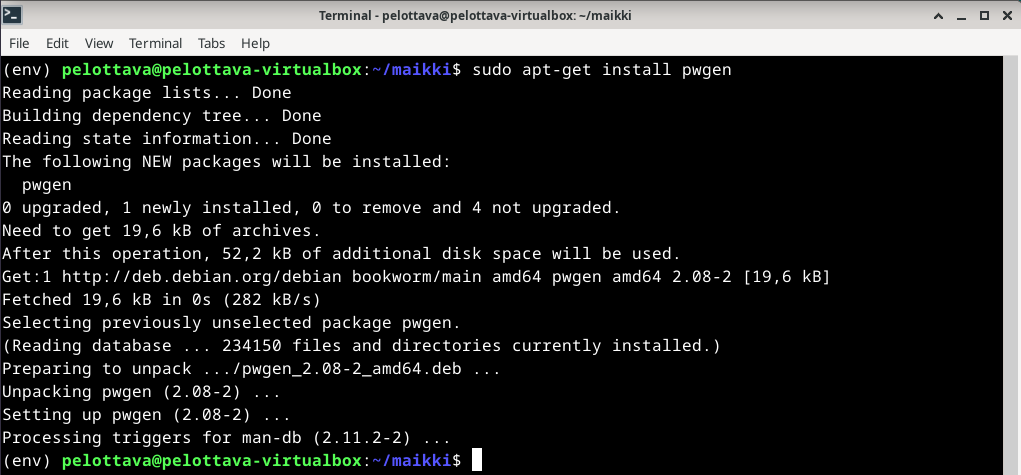 Terminal - pelottava@pelottava-virtualbox: ~/maikki
File Edit View Terminal Tabs Help
(env) pelottava@pelottava-virtualbox:~/maikki$ sudo apt-get install pwgen
Reading package lists... Done
Building dependency tree... Done
Reading state information... Done
The following NEW packages will be installed:
  pwgen
0 upgraded, 1 newly installed, 0 to remove and 4 not upgraded.
Need to get 19,6 kB of archives.
After this operation, 52,2 kB of additional disk space will be used.
Get:1 http://deb.debian.org/debian bookworm/main amd64 pwgen amd64 2.08-2 [19,6 kB]
Fetched 19,6 kB in 0s (282 kB/s)
Selecting previously unselected package pwgen.
(Reading database ... 234150 files and directories currently installed.)
Preparing to unpack .../pwgen_2.08-2_amd64.deb ...
Unpacking pwgen (2.08-2) ...
Setting up pwgen (2.08-2) ...
Processing triggers for man-db (2.11.2-2) ...
(env) pelottava@pelottava-virtualbox:~/maikki$